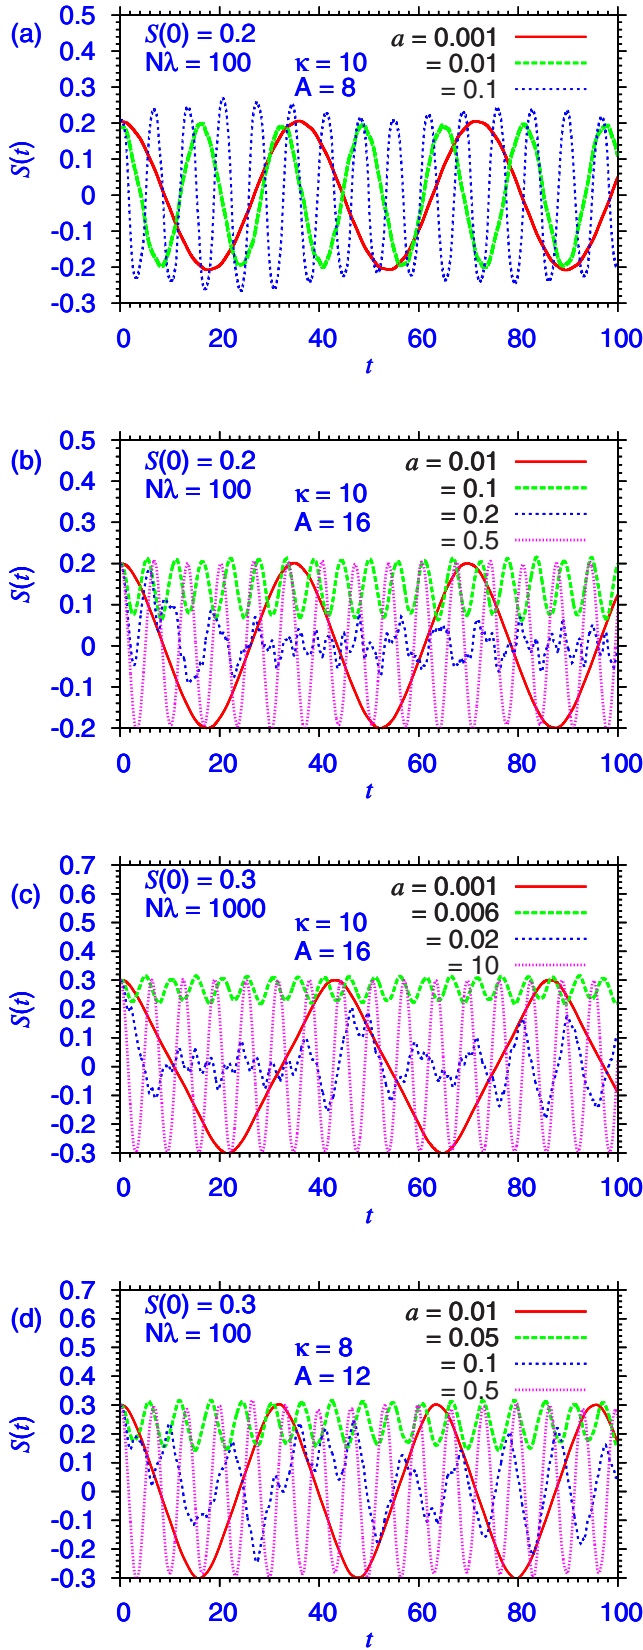 (a)
0.5
0.4
0.3
0.2
0.1
0
-0.1
-0.2
-0.3
S(t)
S(0) = 0.2
Nλ = 100
κ = 10
A = 8
a = 0.001
= 0.01
= 0.1
0 20 40 60 80 100
t
(b)
0.5
0.4
0.3
0.2
0.1
0
-0.1
-0.2
S(t)
S(0) = 0.2
Nλ = 100
κ = 10
A = 16
a = 0.01
= 0.1
= 0.2
= 0.5
0 20 40 60 80 100
t
(c)
0.7
0.6
0.5
0.4
0.3
0.2
0.1
0
-0.1
-0.2
-0.3
S(t)
S(0) = 0.3
Nλ = 1000
κ = 10
A = 16
a = 0.001
= 0.006
= 0.02
= 10
0 20 40 60 80 100
t
(d)
0.7
0.6
0.5
0.4
0.3
0.2
0.1
0
-0.1
-0.2
-0.3
S(t)
S(0) = 0.3
Nλ = 100
κ = 8
A = 12
a = 0.01
= 0.05
= 0.1
= 0.5
0 20 40 60 80 100
t